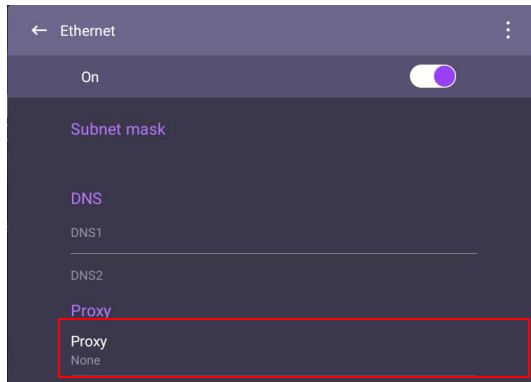 Ethernet
On
Subnet mask
DNS
DNS1
DNS2
Proxy
Proxy
None